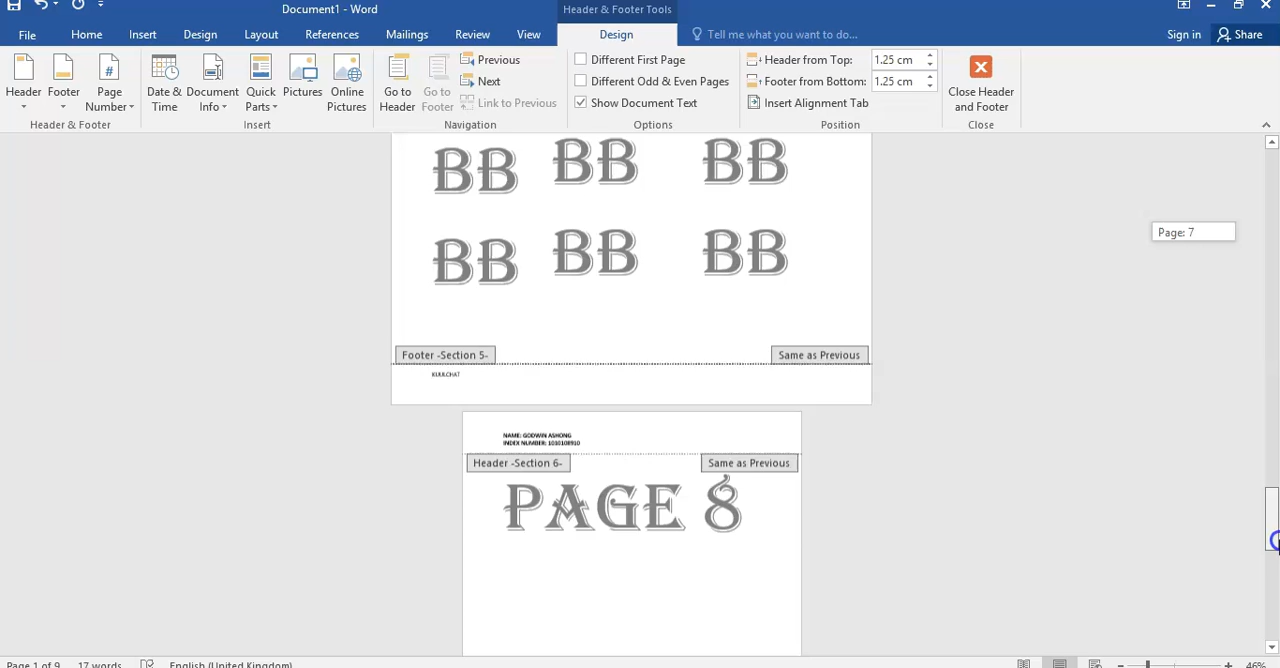 Document1 - Word
Header & Footer Tools
File
Home
Insert
Design
Layout
References
Mailings
Review
View
Design
Tell me what you want to do...
Sign in
Share
Header
Footer
Page Number
Header & Footer
Date & Time
Document Info
Quick Parts
Pictures
Online Pictures
Insert
Go to Header
Go to Footer
Previous
Next
Link to Previous
Navigation
Different First Page
Different Odd & Even Pages
Show Document Text
Options
Header from Top: 1.25 cm
Footer from Bottom: 1.25 cm
Insert Alignment Tab
Position
Close Header and Footer
Close
BB BB BB
Page: 7
BB BB BB
Footer -Section 5-
Same as Previous
KUULCHAT
NAME: GODWIN ASHONG
INDEX NUMBER: 1010108910
Header -Section 6-
Same as Previous
PAGE 8
Page 1 of 9
17 words
English (United Kingdom)
46%